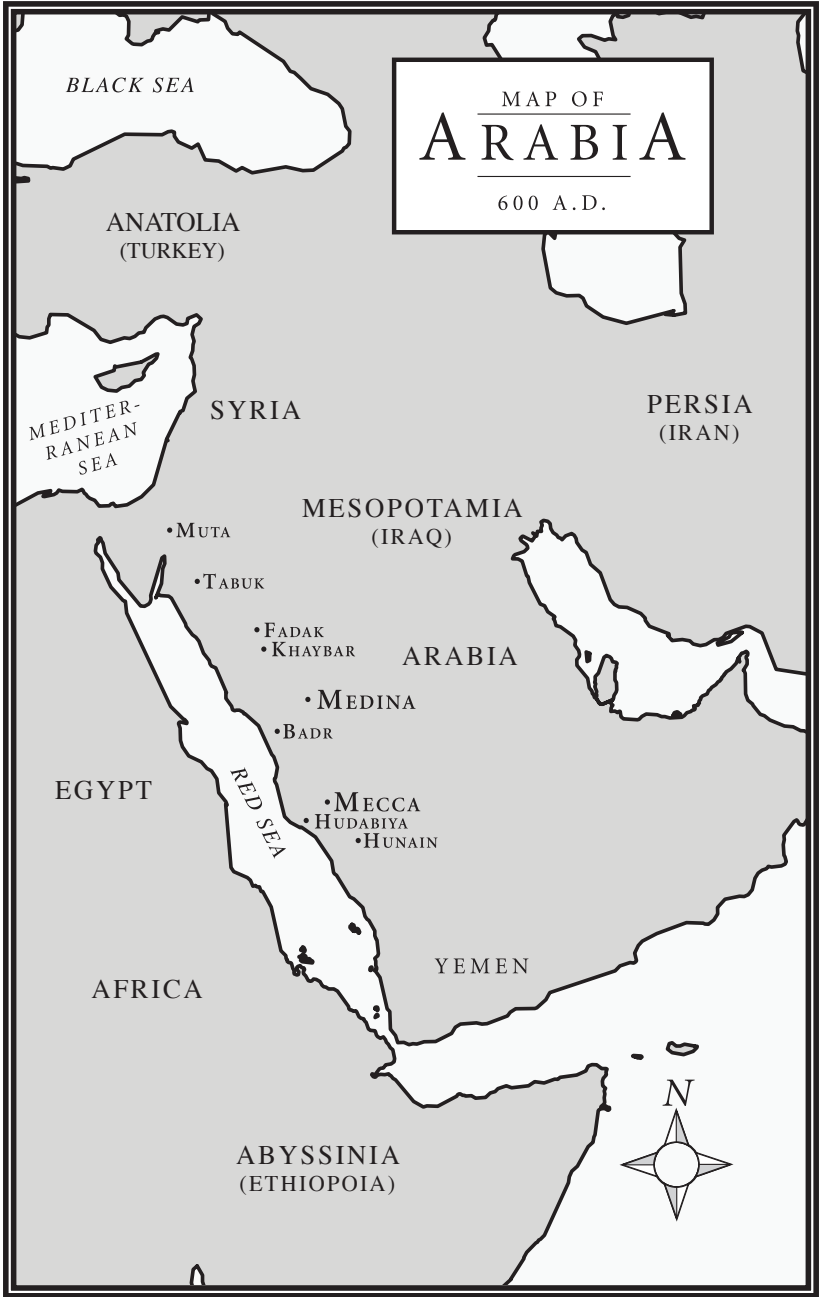 BLACK SEA
MAP OF
ARABIA
600 A.D.
ANATOLIA
(TURKEY)
SYRIA
PERSIA
(IRAN)
MEDITER-
RANEAN
SEA
MESOPOTAMIA
(IRAQ)
•MUTA
•TABUK
•FADAK
•KHAYBAR
ARABIA
•MEDINA
•BADR
EGYPT
RED SEA
•MECCA
•HUDABIYA
•HUNAIN
YEMEN
AFRICA
N
ABYSSINIA
(ETHIOPOIA)